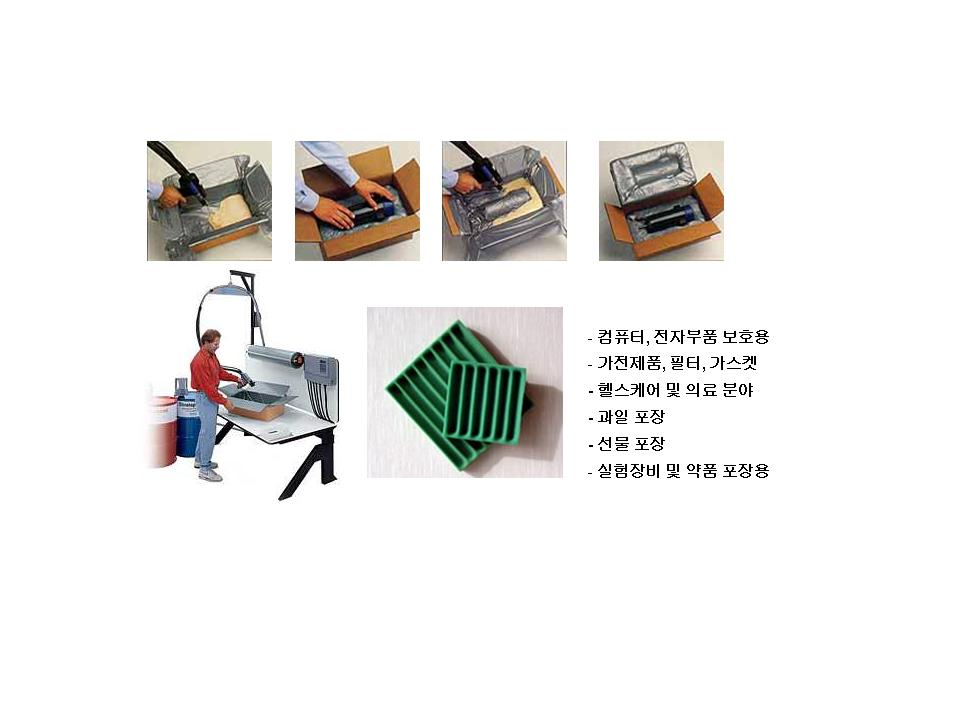 - 컴퓨터, 전자부품 보호용
- 가전제품, 필터, 가스켓
- 헬스케어 및 의료 분야
- 과일 포장
- 선물 포장
- 실험장비 및 약품 포장용